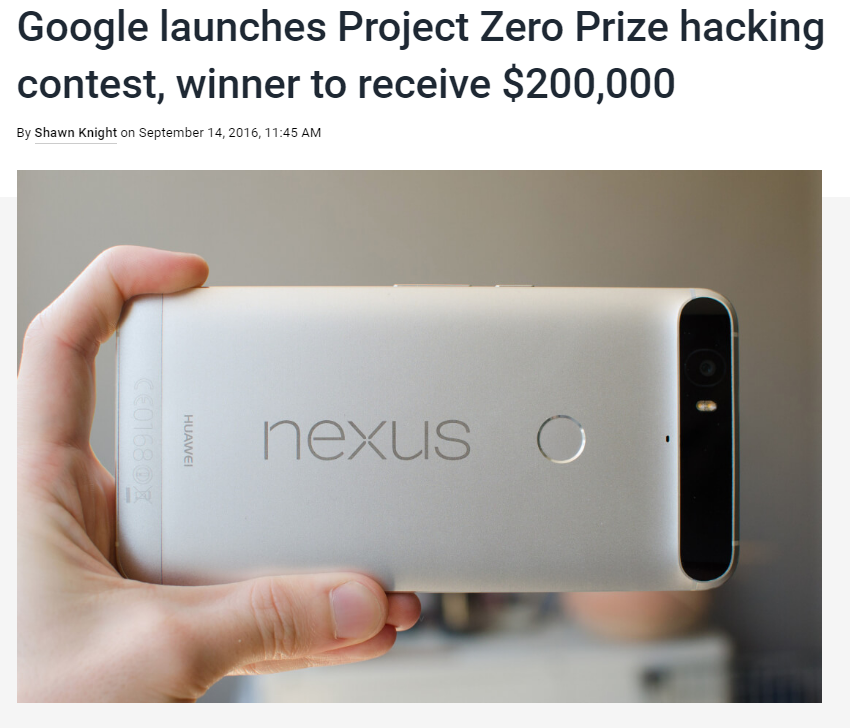 Google launches Project Zero Prize hacking
contest, winner to receive $200,000
By Shawn Knight on September 14, 2016, 11:45 AM
nexus
HUAWEI
CE0168